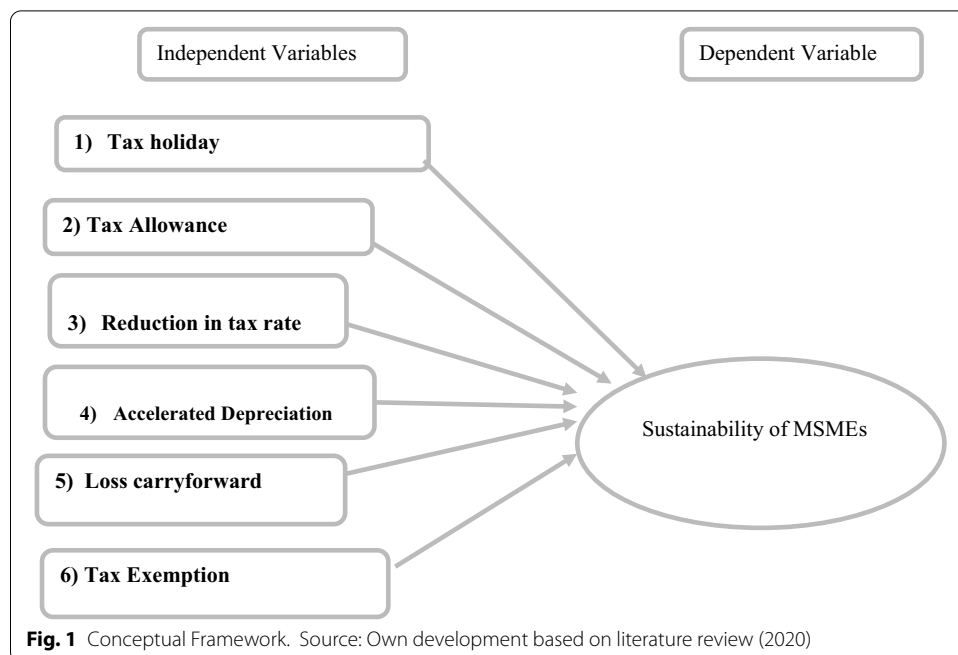 Independent Variables
Dependent Variable
1) Tax holiday
2) Tax Allowance
3) Reduction in tax rate
4) Accelerated Depreciation
5) Loss carryforward
6) Tax Exemption
Sustainability of MSMEs
Fig. 1 Conceptual Framework. Source: Own development based on literature review (2020)